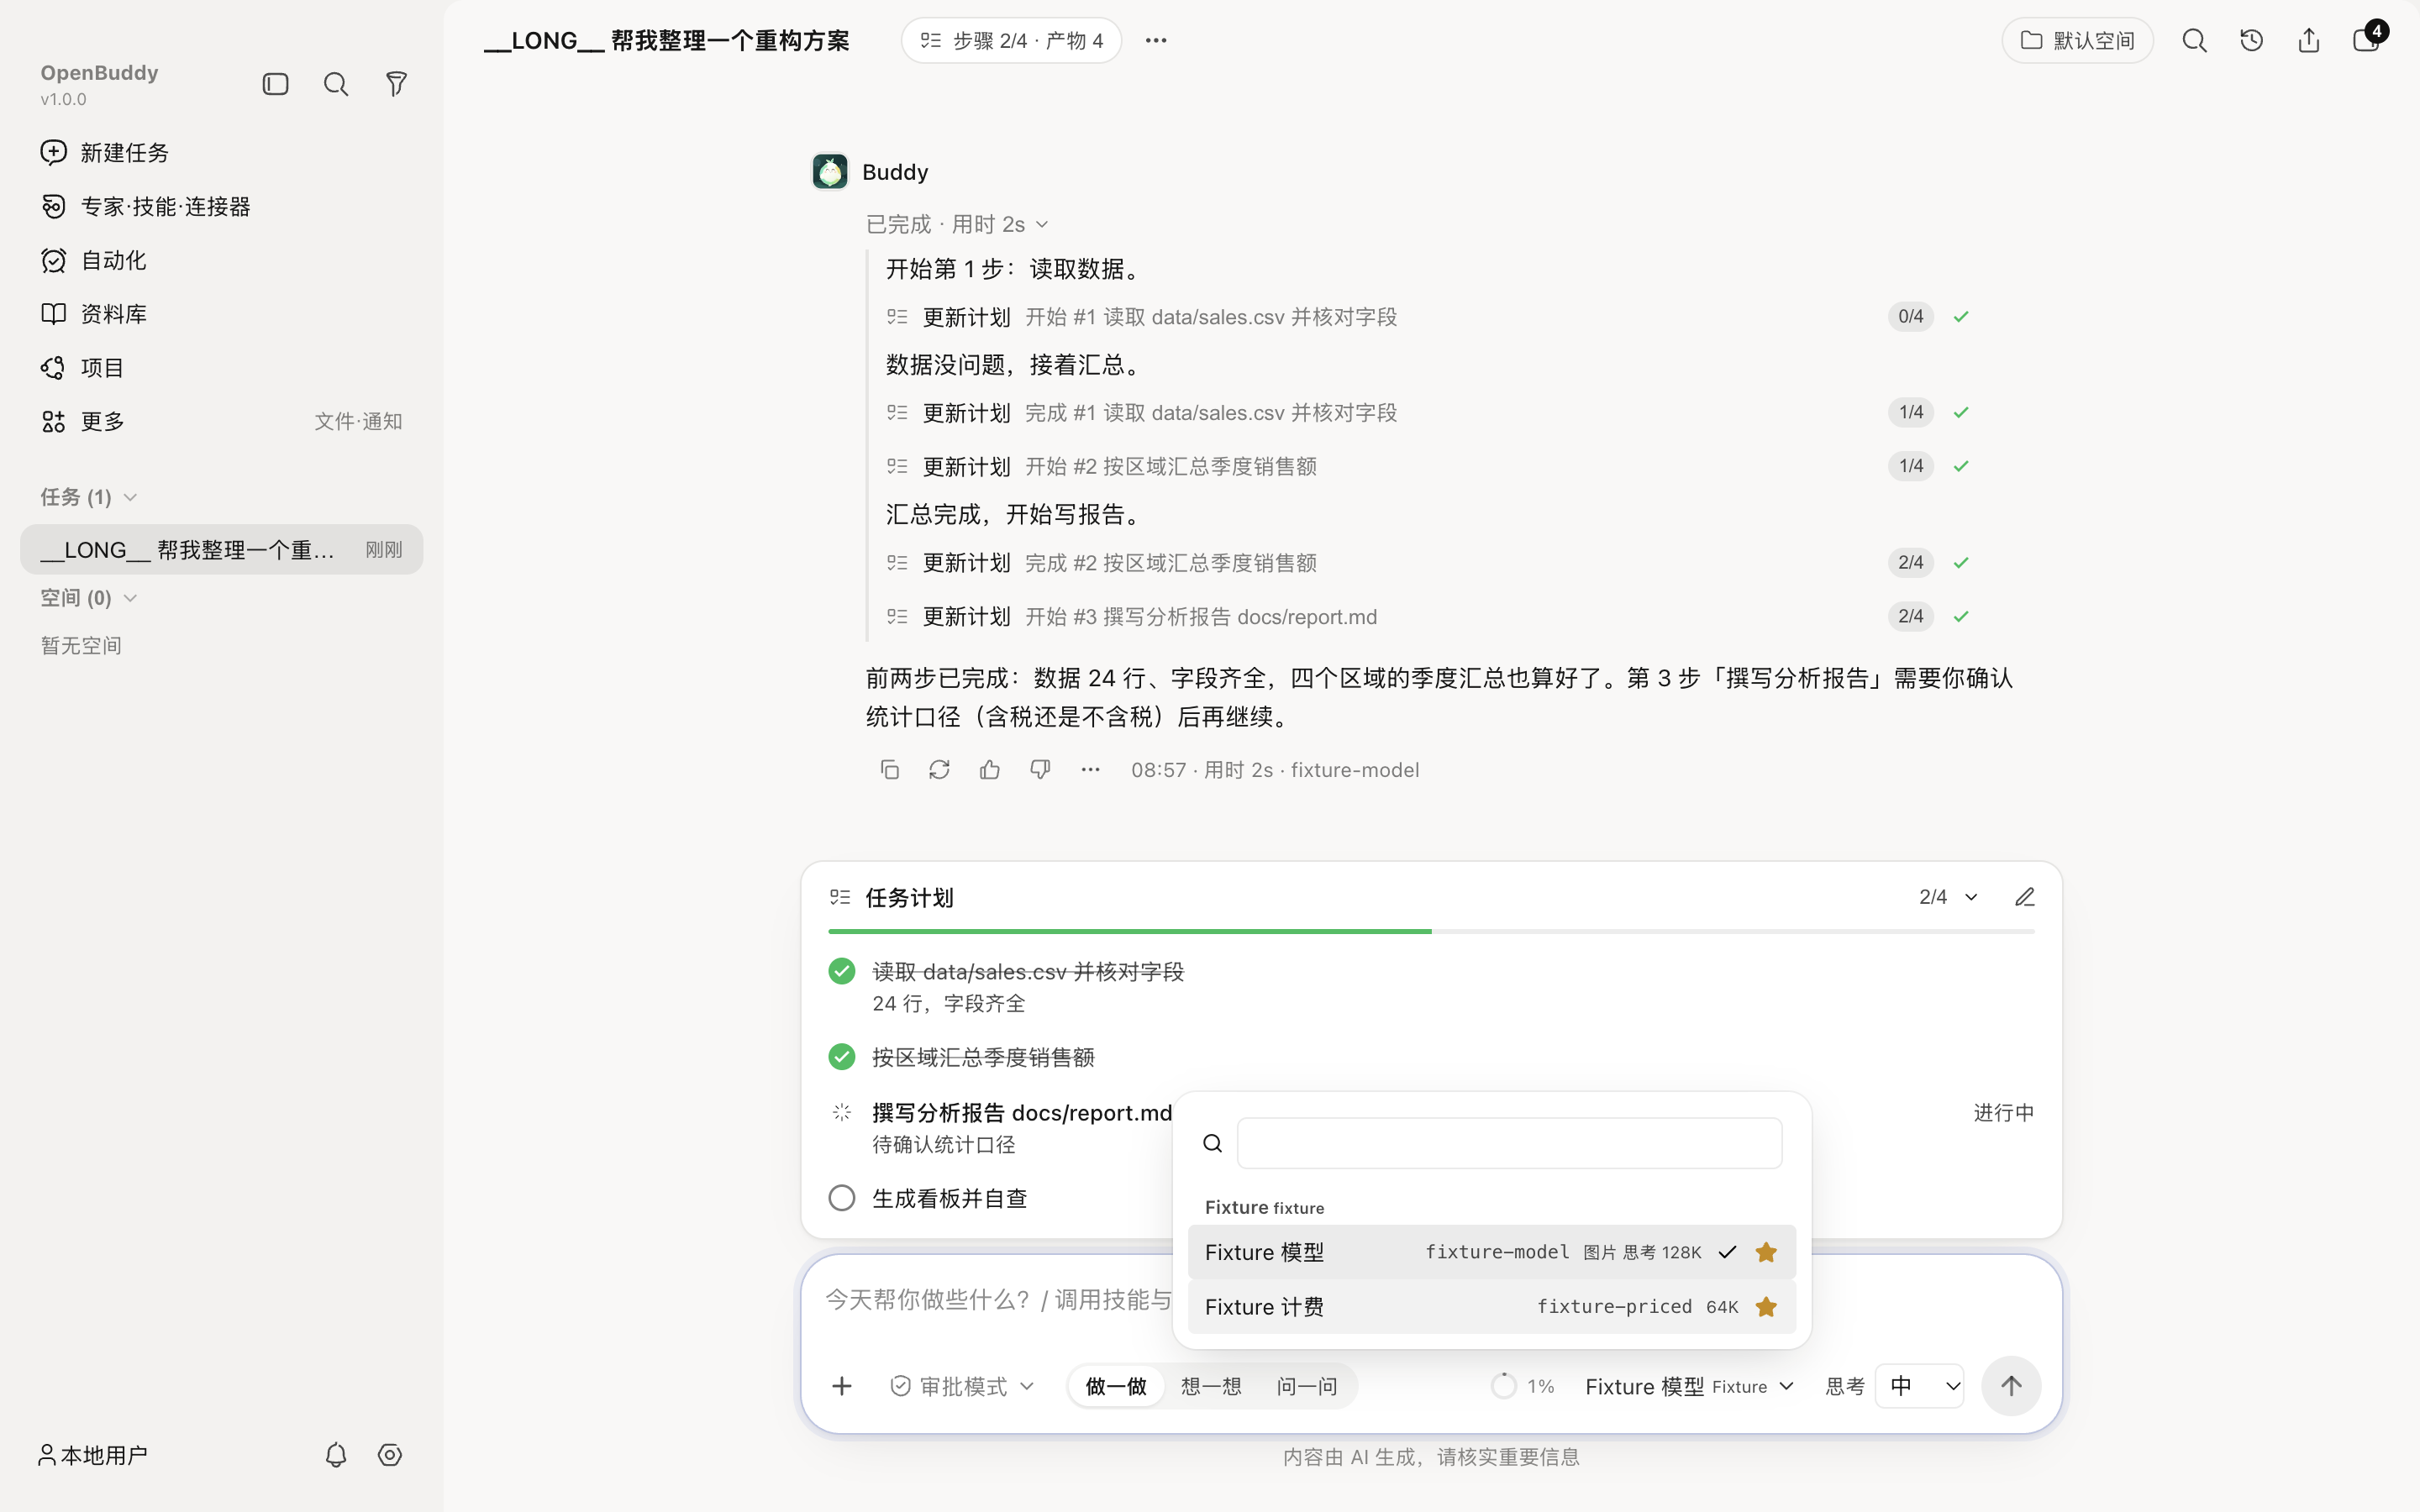 OpenBuddy
v1.0.0
新建任务
专家·技能·连接器
自动化
资料库
项目
更多 文件·通知
任务 (1)
__LONG__ 帮我整理一个重… 刚刚
空间 (0)
暂无空间
本地用户
__LONG__ 帮我整理一个重构方案 步骤 2/4 · 产物 4 默认空间 4
Buddy
已完成 · 用时 2s
开始第 1 步：读取数据。
更新计划 开始 #1 读取 data/sales.csv 并核对字段 0/4
数据没问题，接着汇总。
更新计划 完成 #1 读取 data/sales.csv 并核对字段 1/4
更新计划 开始 #2 按区域汇总季度销售额 1/4
汇总完成，开始写报告。
更新计划 完成 #2 按区域汇总季度销售额 2/4
更新计划 开始 #3 撰写分析报告 docs/report.md 2/4
前两步已完成：数据 24 行、字段齐全，四个区域的季度汇总也算好了。第 3 步「撰写分析报告」需要你确认
统计口径（含税还是不含税）后再继续。
08:57 · 用时 2s · fixture-model
任务计划 2/4
读取 data/sales.csv 并核对字段
24 行，字段齐全
按区域汇总季度销售额
撰写分析报告 docs/report.md 进行中
待确认统计口径
生成看板并自查
Fixture fixture
Fixture 模型 fixture-model 图片 思考 128K
Fixture 计费 fixture-priced 64K
今天帮你做些什么？/ 调用技能与
审批模式 做一做 想一想 问一问 1% Fixture 模型 Fixture 思考 中
内容由 AI 生成，请核实重要信息